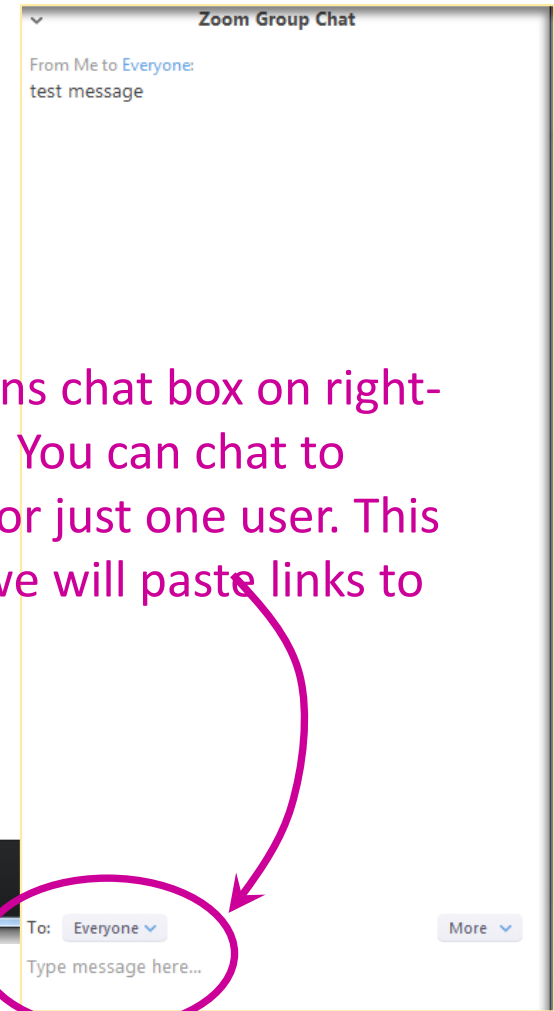 Zoom Group Chat
From Me to Everyone:
test message
ns chat box on right-
You can chat to
or just one user. This
we will paste links to
To: Everyone
More
Type message here...